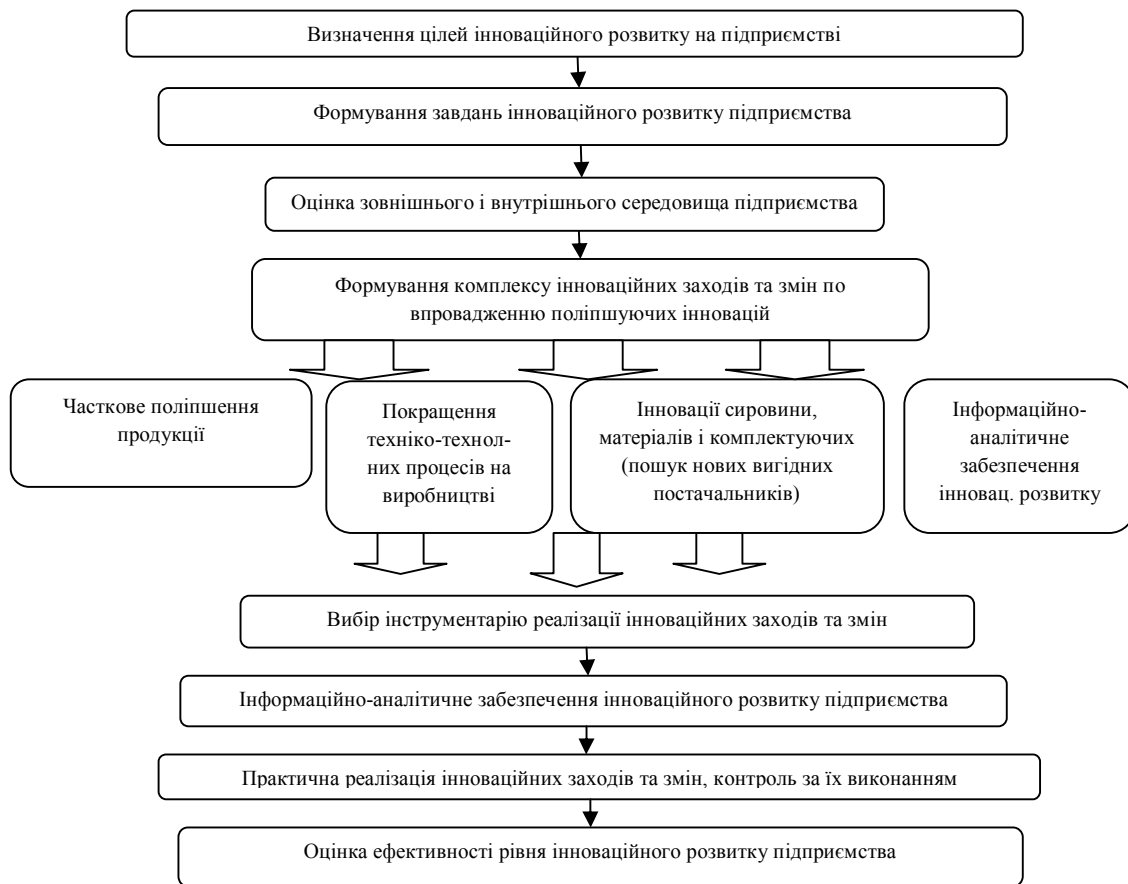 Визначення цілей інноваційного розвитку на підприємстві
Формування завдань інноваційного розвитку підприємства
Оцінка зовнішнього і внутрішнього середовища підприємства
Формування комплексу інноваційних заходів та змін по
впровадженню поліпшуючих інновацій
Часткове поліпшення
продукції
Покращення
техніко-технол-
них процесів на
виробництві
Інновації сировини,
матеріалів і комплектуючих
(пошук нових вигідних
постачальників)
Інформаційно-
аналітичне
забезпечення
інновац. розвитку
Вибір інструментарію реалізації інноваційних заходів та змін
Інформаційно-аналітичне забезпечення інноваційного розвитку підприємства
Практична реалізація інноваційних заходів та змін, контроль за їх виконанням
Оцінка ефективності рівня інноваційного розвитку підприємства